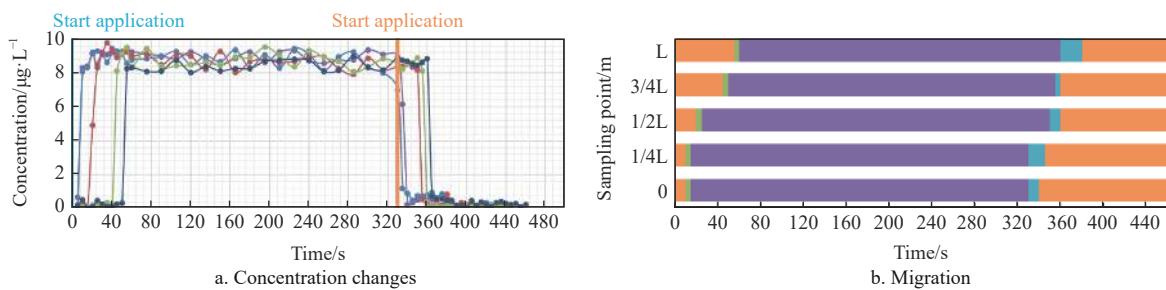 Start application
Start application
Concentration/μg·L⁻¹
10
8
6
4
2
0
0 40 80 120 160 200 240 280 320 360 400 440 480
Time/s
a. Concentration changes
Sampling point/m
L
3/4L
1/2L
1/4L
0
0 40 80 120 160 200 240 280 320 360 400 440
Time/s
b. Migration